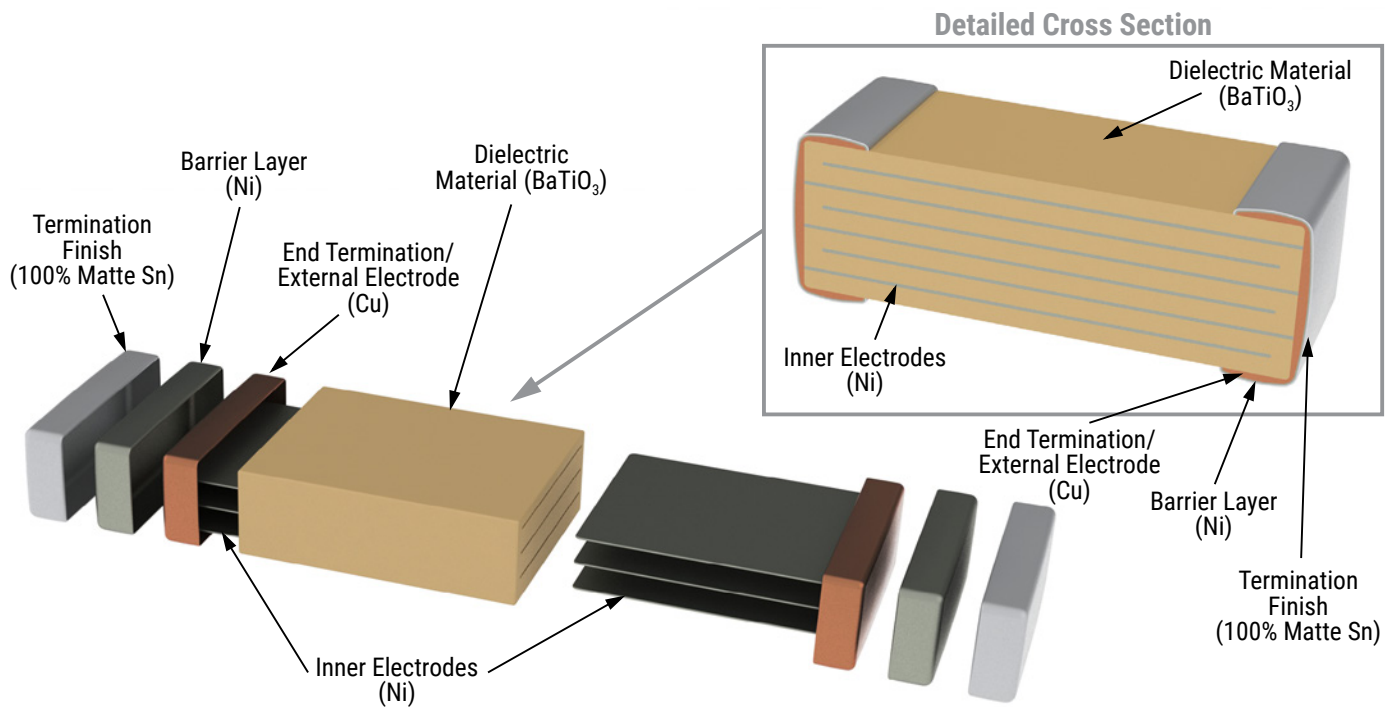 Detailed Cross Section
Dielectric Material
(BaTiO₃)
Inner Electrodes
(Ni)
End Termination/
External Electrode
(Cu)
Barrier Layer
(Ni)
Termination
Finish
(100% Matte Sn)
Termination
Finish
(100% Matte Sn)
Barrier Layer
(Ni)
End Termination/
External Electrode
(Cu)
Dielectric
Material (BaTiO₃)
Inner Electrodes
(Ni)